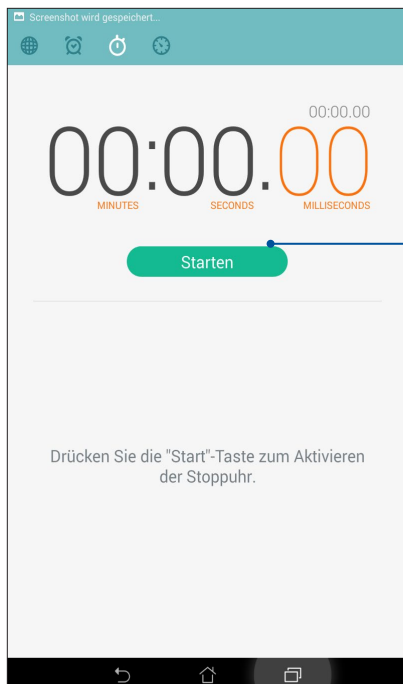 Screenshot wird gespeichert...
00:00.00
00:00.00
MINUTES SECONDS MILLISECONDS
Starten
Drücken Sie die "Start"-Taste zum Aktivieren
der Stoppuhr.